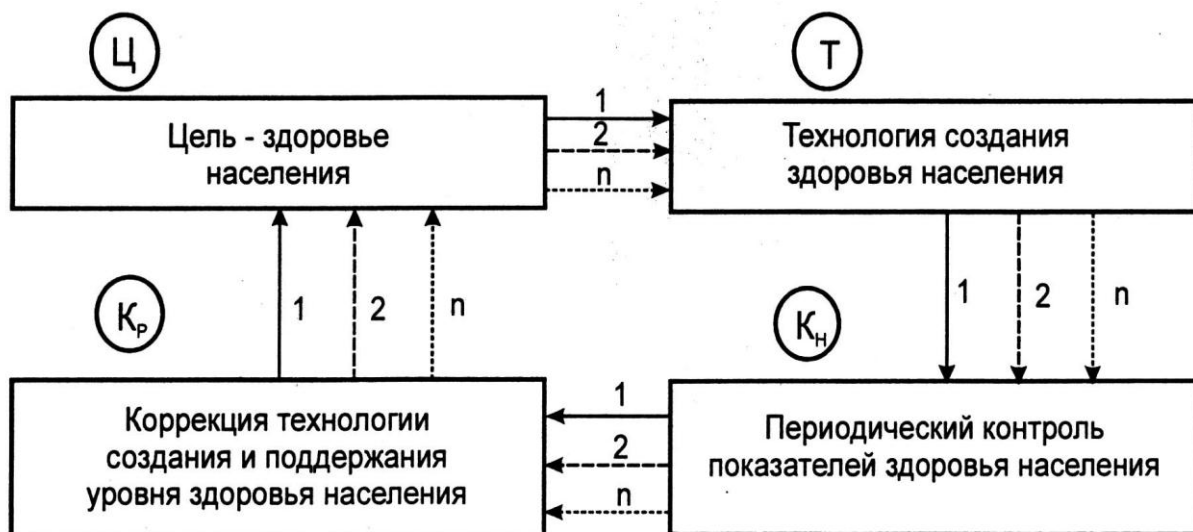 Ц
Т
Цель - здоровье
населения
1
2
n
Технология создания
здоровья населения
1
2
n
1
2
n
Кр
Кн
Коррекция технологии
создания и поддержания
уровня здоровья населения
1
2
n
Периодический контроль
показателей здоровья населения